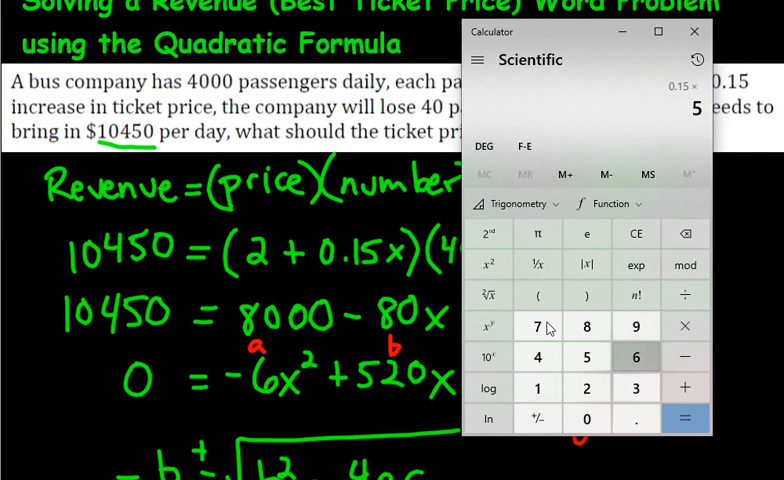 Solving a Revenue (Best Ticket Price) Word Problem
using the Quadratic Formula
A bus company has 4000 passengers daily, each pa 0.15
increase in ticket price, the company will lose 40 p eeds to
bring in $10450 per day, what should the ticket pri
Revenue = (price)(number
10450 = (2 + 0.15x)(4
10450 = 8000 - 80x
a b
0 = -6x² + 520x
- b ± √b² - 4ac
Calculator
Scientific
0.15 ×
5
DEG F-E
MC MR M+ M- MS M˅
Trigonometry Function
2ⁿᵈ π e CE
x² ¹/x |x| exp mod
²√x ( ) n! ÷
xʸ 7 8 9 ×
10ˣ 4 5 6 −
log 1 2 3 +
ln +/− 0 . =